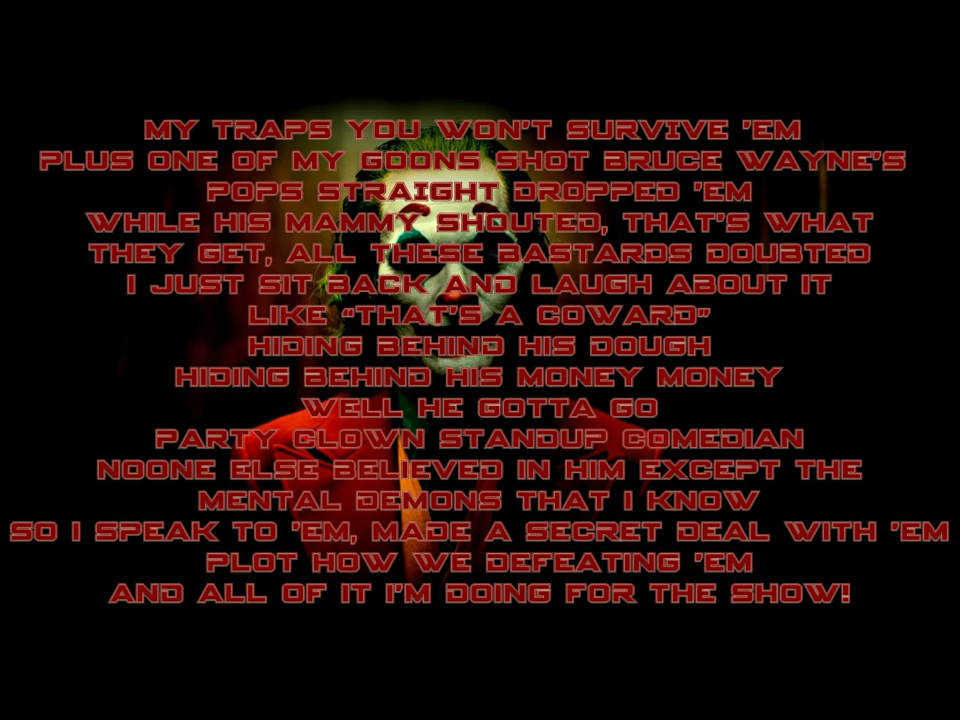 MY TRAPS YOU WON'T SURVIVE 'EM
PLUS ONE OF MY GOONS SHOT BRUCE WAYNE'S
POPS STRAIGHT DROPPED 'EM
WHILE HIS MAMMY SHOUTED, THAT'S WHAT
THEY GET, ALL THESE BASTARDS DOUBTED
I JUST SIT BACK AND LAUGH ABOUT IT
LIKE “THAT'S A COWARD”
HIDING BEHIND HIS DOUGH
HIDING BEHIND HIS MONEY MONEY
WELL HE GOTTA GO
PARTY CLOWN STANDUP COMEDIAN
NOONE ELSE BELIEVED IN HIM EXCEPT THE
MENTAL DEMONS THAT I KNOW
SO I SPEAK TO 'EM, MADE A SECRET DEAL WITH 'EM
PLOT HOW WE DEFEATING 'EM
AND ALL OF IT I'M DOING FOR THE SHOW!